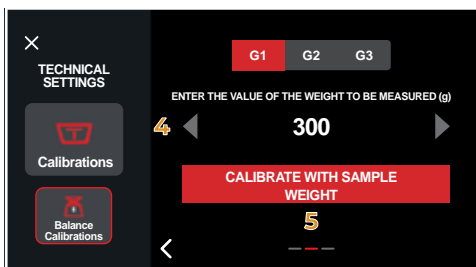 TECHNICAL
SETTINGS
Calibrations
Balance
Calibrations
G1 G2 G3
ENTER THE VALUE OF THE WEIGHT TO BE MEASURED (g)
4 300
CALIBRATE WITH SAMPLE
WEIGHT
5